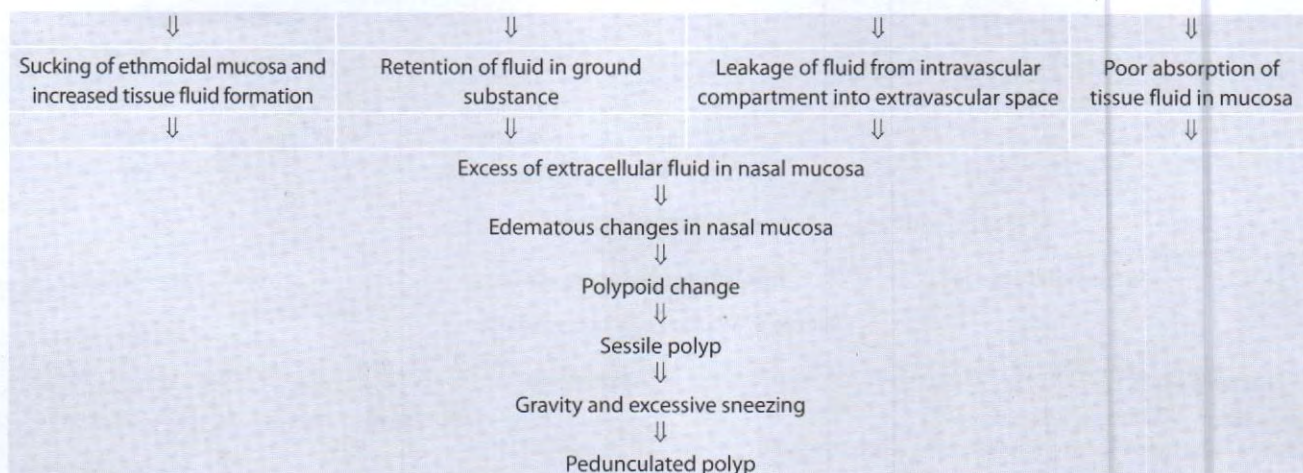 ⇓ ⇓ ⇓ ⇓
Sucking of ethmoidal mucosa and Retention of fluid in ground Leakage of fluid from intravascular Poor absorption of
increased tissue fluid formation substance compartment into extravascular space tissue fluid in mucosa
⇓ ⇓ ⇓ ⇓
Excess of extracellular fluid in nasal mucosa
⇓
Edematous changes in nasal mucosa
⇓
Polypoid change
⇓
Sessile polyp
⇓
Gravity and excessive sneezing
⇓
Pedunculated polyp